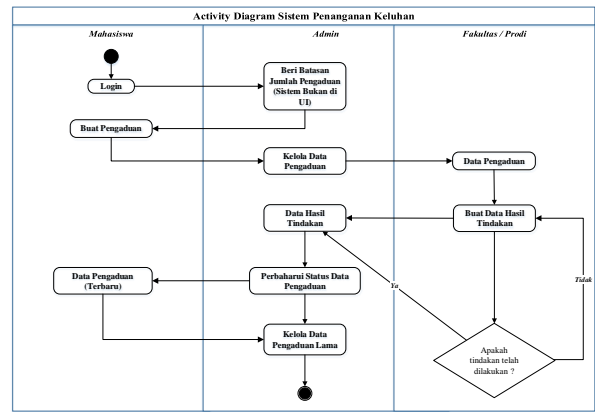 Activity Diagram Sistem Penanganan Keluhan
Mahasiswa
Admin
Fakultas / Prodi
Login
Beri Batasan
Jumlah Pengaduan
(Sistem Bukan di
UI)
Buat Pengaduan
Kelola Data
Pengaduan
Data Pengaduan
Data Hasil
Tindakan
Buat Data Hasil
Tindakan
Data Pengaduan
(Terbaru)
Perbaharui Status Data
Pengaduan
Ya
Tidak
Kelola Data
Pengaduan Lama
Apakah
tindakan telah
dilakukan ?